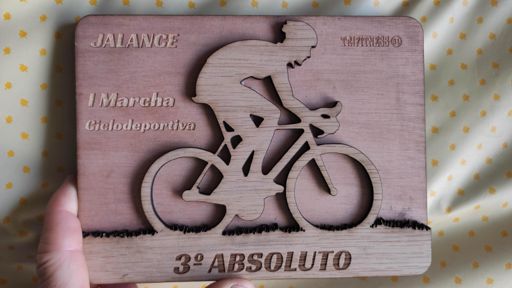 JALANCE
I Marcha
Ciclodeportiva
3º ABSOLUTO